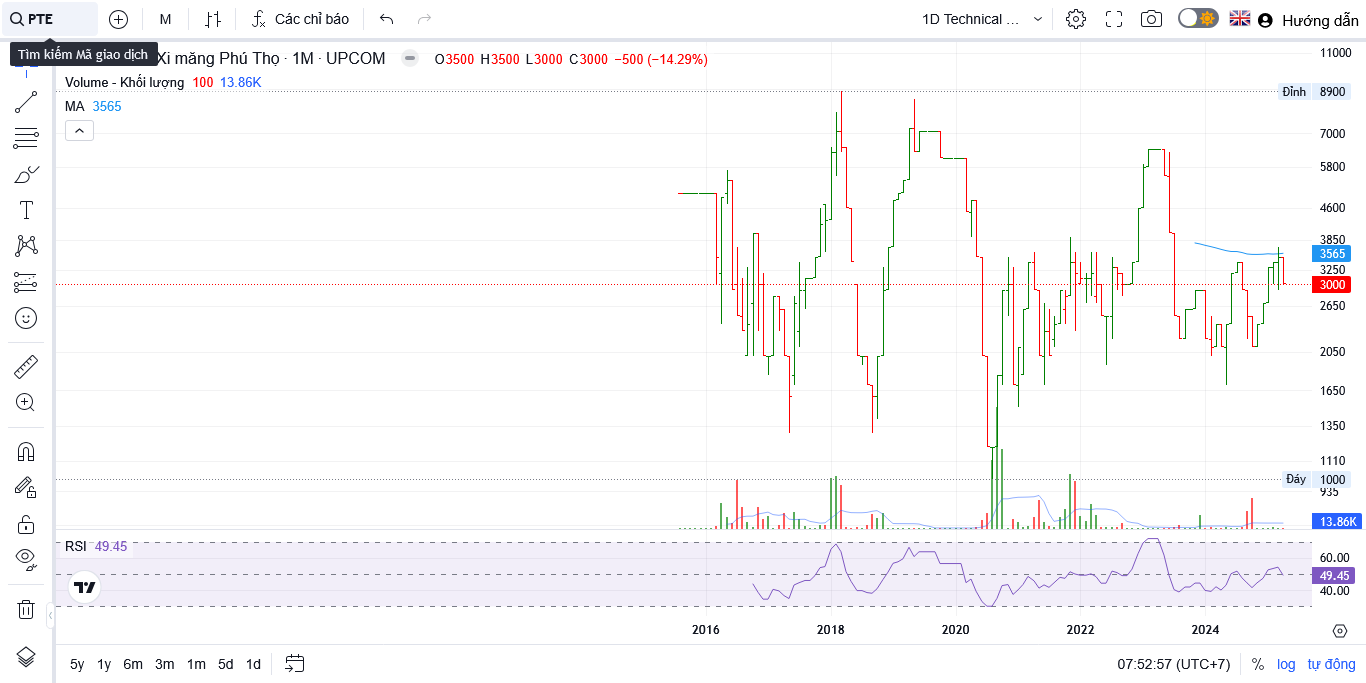 PTE
M
Các chỉ báo
1D Technical ...
Hướng dẫn
Tìm kiếm Mã giao dịch
Xi măng Phú Thọ · 1M · UPCOM
O3500 H3500 L3000 C3000 −500 (−14.29%)
Volume - Khối lượng 100 13.86K
MA 3565
11000
Đỉnh 8900
7000
5800
4600
3850
3565
3250
3000
2650
2050
1650
1350
1110
Đáy 1000
935
13.86K
RSI 49.45
60.00
49.45
40.00
2016 2018 2020 2022 2024
5y 1y 6m 3m 1m 5d 1d
07:52:57 (UTC+7)
%
log
tự động